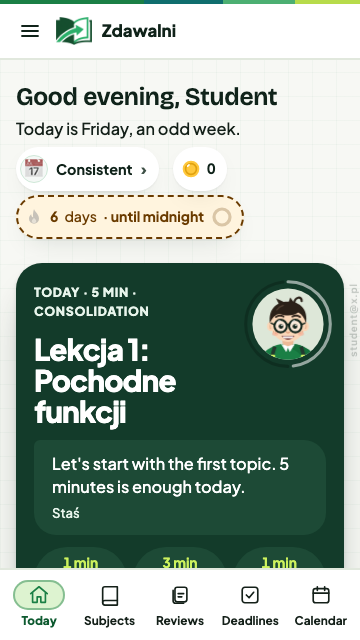 Zdawalni
Good evening, Student
Today is Friday, an odd week.
17
Consistent ›
0
6 days · until midnight
TODAY · 5 MIN ·
CONSOLIDATION
Lekcja 1:
Pochodne
funkcji
Let's start with the first topic. 5
minutes is enough today.
Staś
1 min
3 min
1 min
student@x.pl
Today
Subjects
Reviews
Deadlines
Calendar